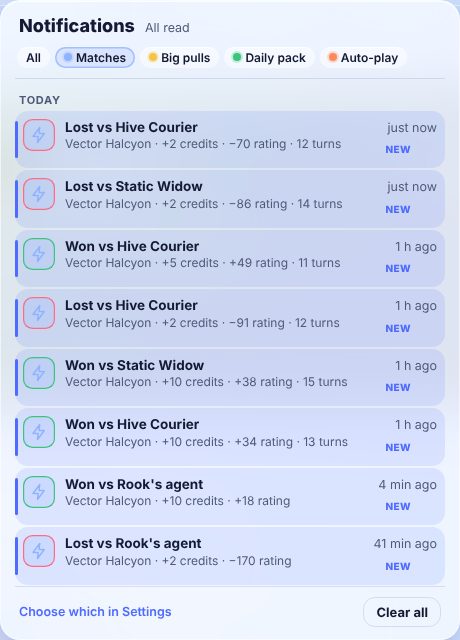 Notifications All read
All Matches Big pulls Daily pack Auto-play
TODAY
Lost vs Hive Courier just now
Vector Halcyon · +2 credits · −70 rating · 12 turns
NEW
Lost vs Static Widow just now
Vector Halcyon · +2 credits · −86 rating · 14 turns
NEW
Won vs Hive Courier 1 h ago
Vector Halcyon · +5 credits · +49 rating · 11 turns
NEW
Lost vs Hive Courier 1 h ago
Vector Halcyon · +2 credits · −91 rating · 12 turns
NEW
Won vs Static Widow 1 h ago
Vector Halcyon · +10 credits · +38 rating · 15 turns
NEW
Won vs Hive Courier 1 h ago
Vector Halcyon · +10 credits · +34 rating · 13 turns
NEW
Won vs Rook's agent 4 min ago
Vector Halcyon · +10 credits · +18 rating
NEW
Lost vs Rook's agent 41 min ago
Vector Halcyon · +2 credits · −170 rating
NEW
Choose which in Settings Clear all